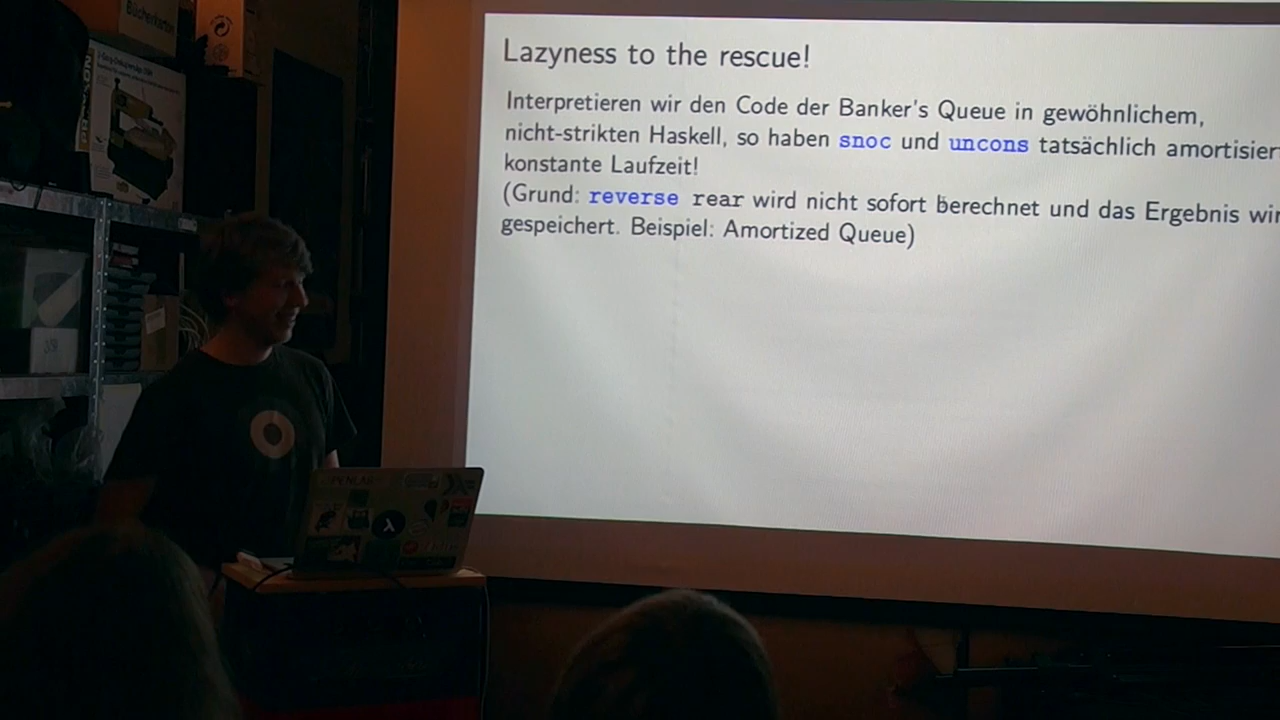 Bücherkarton
Lazyness to the rescue!
Interpretieren wir den Code der Banker's Queue in gewöhnlichem,
nicht-strikten Haskell, so haben snoc und uncons tatsächlich amortisier
konstante Laufzeit!
(Grund: reverse rear wird nicht sofort berechnet und das Ergebnis wir
gespeichert. Beispiel: Amortized Queue)
λ